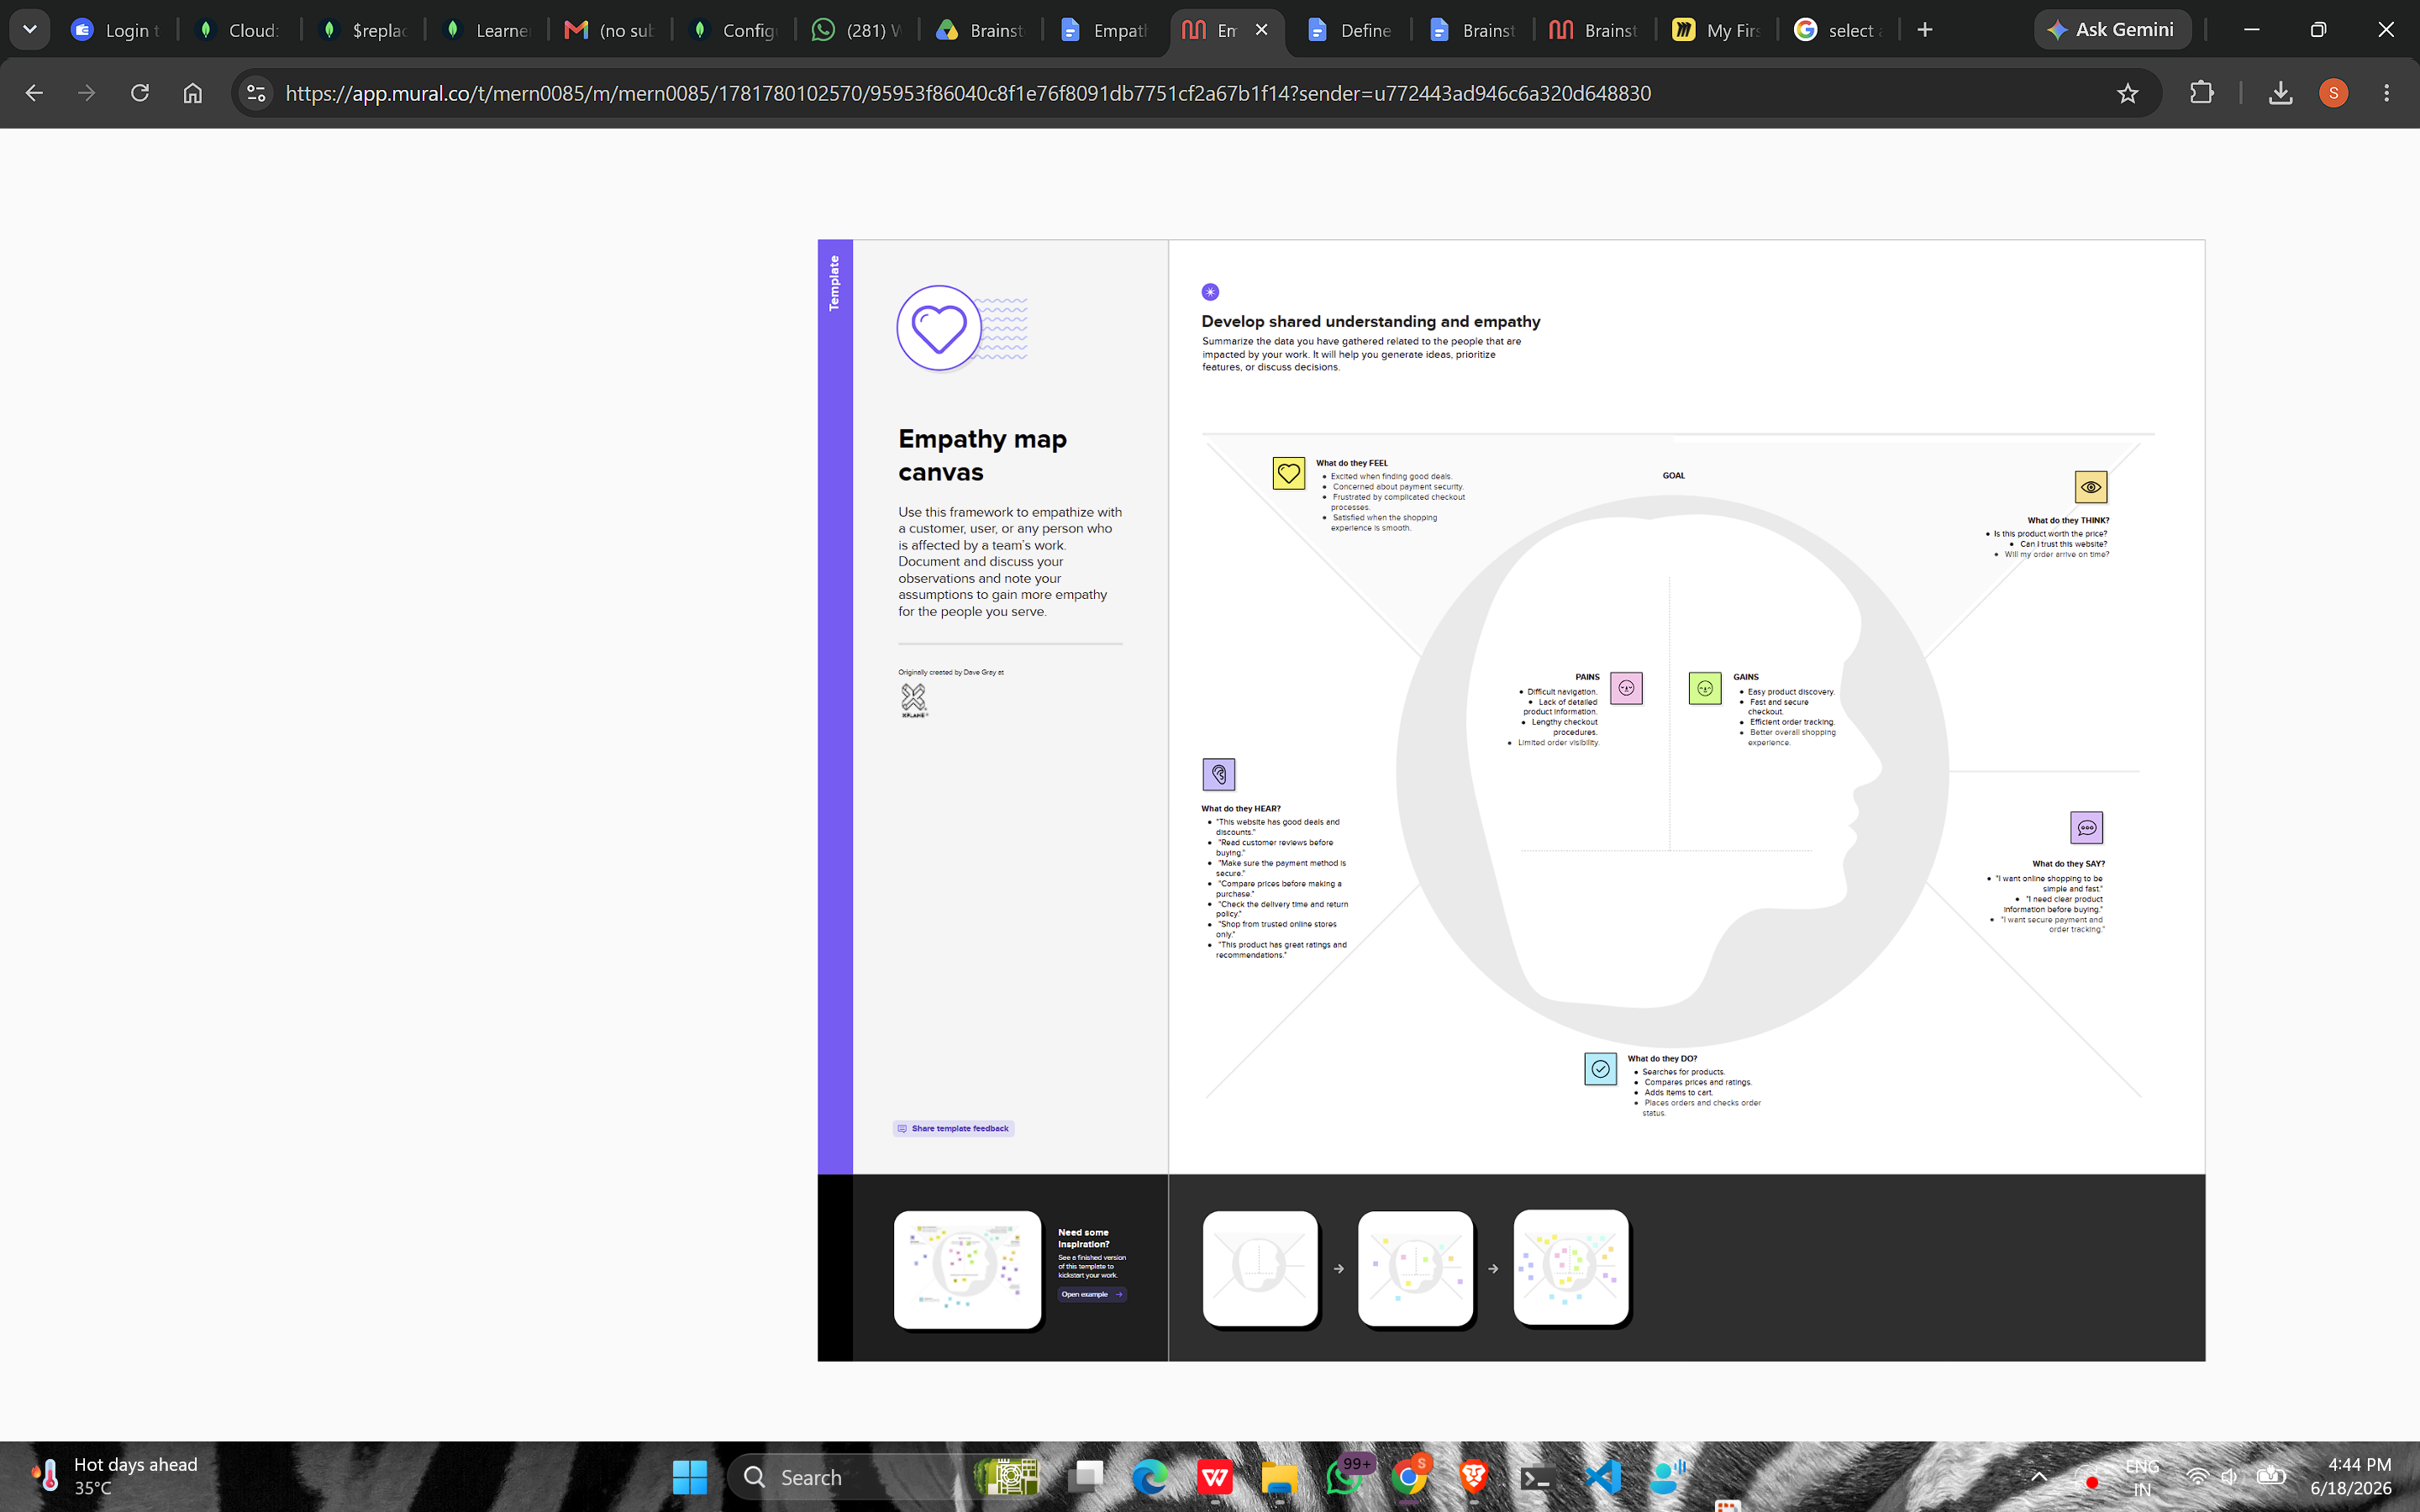 Login t
Cloud:
$replac
Learne
(no sub
Config
(281) W
Brainst
Empath
Em
Define
Brainst
Brainst
My Firs
select a
Ask Gemini
https://app.mural.co/t/mern0085/m/mern0085/1781780102570/95953f86040c8f1e76f8091db7751cf2a67b1f14?sender=u772443ad946c6a320d648830
S
Template
Empathy map
canvas
Use this framework to empathize with
a customer, user, or any person who
is affected by a team's work.
Document and discuss your
observations and note your
assumptions to gain more empathy
for the people you serve.
Originally created by Dave Gray at
XPLANE
Share template feedback
Develop shared understanding and empathy
Summarize the data you have gathered related to the people that are
impacted by your work. It will help you generate ideas, prioritize
features, or discuss decisions.
What do they FEEL
• Excited when finding good deals.
• Concerned about payment security.
• Frustrated by complicated checkout
processes.
• Satisfied when the shopping
experience is smooth.
GOAL
What do they THINK?
• Is this product worth the price?
• Can I trust this website?
• Will my order arrive on time?
PAINS
• Difficult navigation.
• Lack of detailed
product information.
• Lengthy checkout
procedures.
• Limited order visibility.
GAINS
• Easy product discovery.
• Fast and secure
checkout.
• Efficient order tracking.
• Better overall shopping
experience.
What do they HEAR?
• "This website has good deals and
discounts."
• "Read customer reviews before
buying."
• "Make sure the payment method is
secure."
• "Compare prices before making a
purchase."
• "Check the delivery time and return
policy."
• "Shop from trusted online stores
only."
• "This product has great ratings and
recommendations."
What do they SAY?
• "I want online shopping to be
simple and fast."
• "I need clear product
information before buying."
• "I want secure payment and
order tracking."
What do they DO?
• Searches for products.
• Compares prices and ratings.
• Adds items to cart.
• Places orders and checks order
status.
Need some
inspiration?
See a finished version
of this template to
kickstart your work.
Open example
Hot days ahead
35°C
Search
99+
S
ENG
IN
4:44 PM
6/18/2026